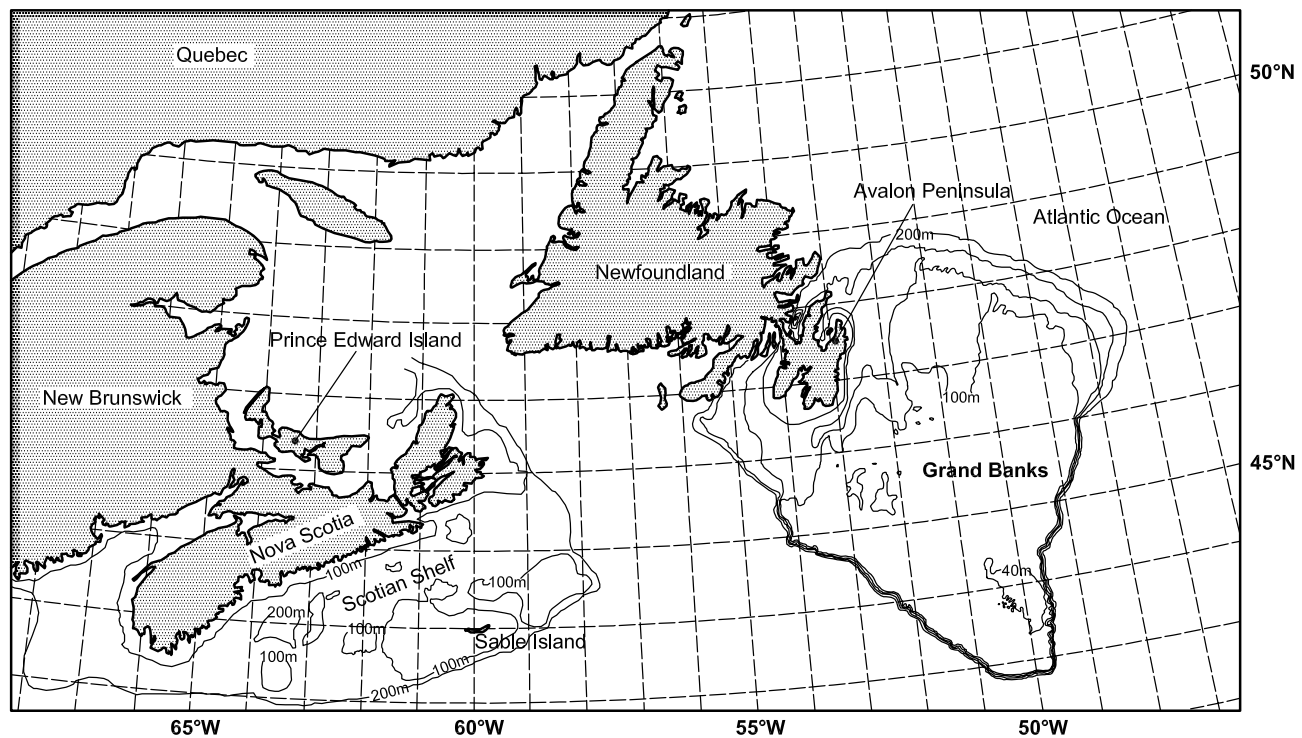 Quebec
50°N
Avalon Peninsula
Atlantic Ocean
200m
Newfoundland
Prince Edward Island
New Brunswick
100m
Grand Banks
45°N
Nova Scotia
100m
Scotian Shelf
40m
100m
200m
100m
Sable Island
100m
100m
200m
65°W
60°W
55°W
50°W